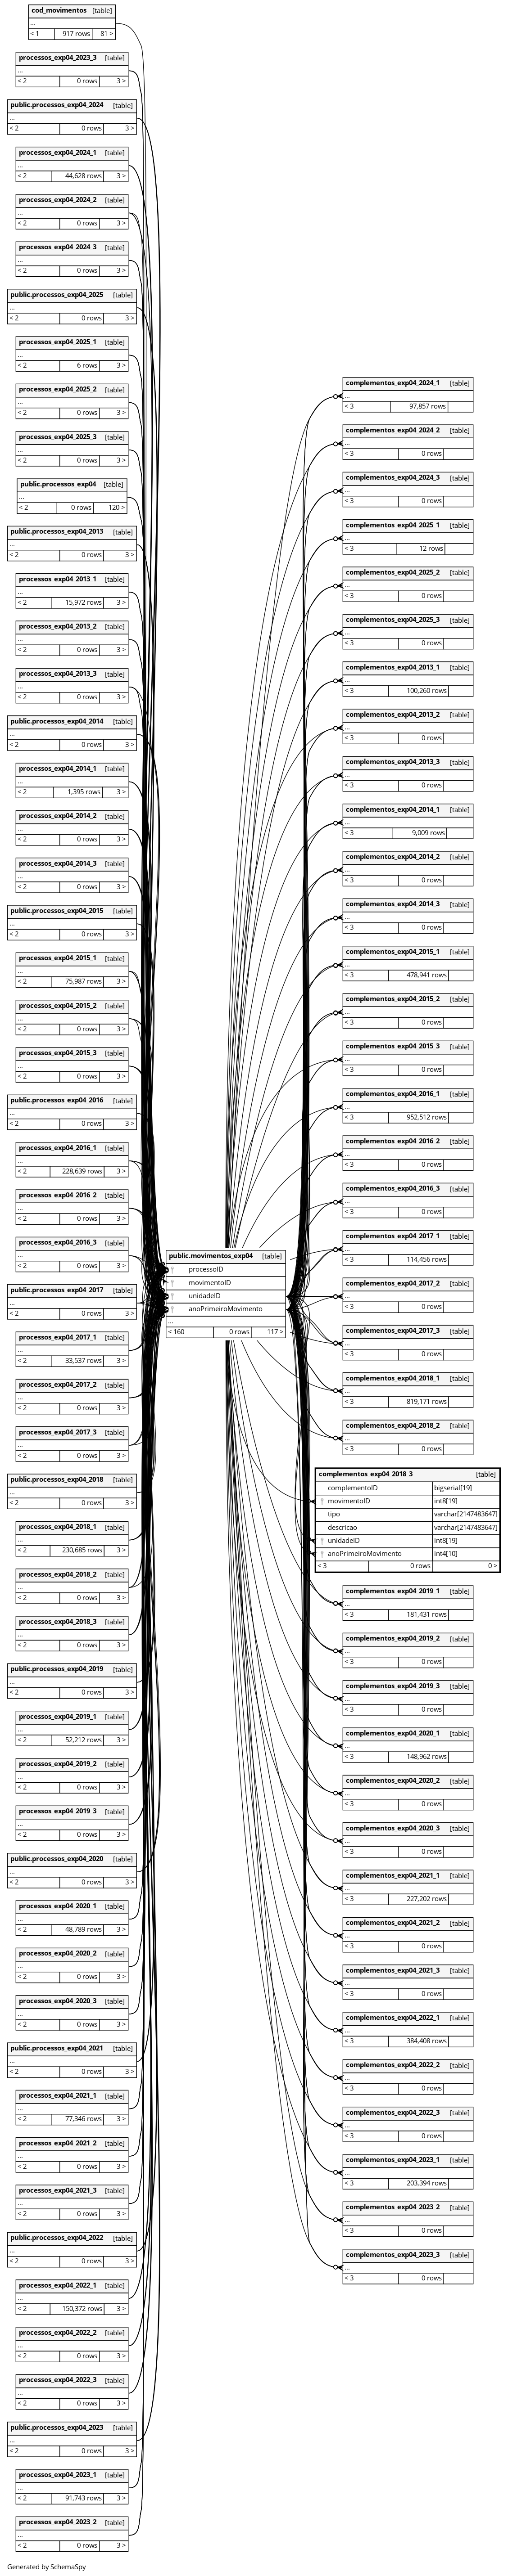 cod_movimentos [table]
...
< 1 917 rows 81 >
processos_exp04_2023_3 [table]
...
< 2 0 rows 3 >
public.processos_exp04_2024 [table]
...
< 2 0 rows 3 >
processos_exp04_2024_1 [table]
...
< 2 44,628 rows 3 >
processos_exp04_2024_2 [table]
...
< 2 0 rows 3 >
processos_exp04_2024_3 [table]
...
< 2 0 rows 3 >
public.processos_exp04_2025 [table]
...
< 2 0 rows 3 >
processos_exp04_2025_1 [table]
...
< 2 6 rows 3 >
processos_exp04_2025_2 [table]
...
< 2 0 rows 3 >
processos_exp04_2025_3 [table]
...
< 2 0 rows 3 >
public.processos_exp04 [table]
...
< 2 0 rows 120 >
public.processos_exp04_2013 [table]
...
< 2 0 rows 3 >
processos_exp04_2013_1 [table]
...
< 2 15,972 rows 3 >
processos_exp04_2013_2 [table]
...
< 2 0 rows 3 >
processos_exp04_2013_3 [table]
...
< 2 0 rows 3 >
public.processos_exp04_2014 [table]
...
< 2 0 rows 3 >
processos_exp04_2014_1 [table]
...
< 2 1,395 rows 3 >
processos_exp04_2014_2 [table]
...
< 2 0 rows 3 >
processos_exp04_2014_3 [table]
...
< 2 0 rows 3 >
public.processos_exp04_2015 [table]
...
< 2 0 rows 3 >
processos_exp04_2015_1 [table]
...
< 2 75,987 rows 3 >
processos_exp04_2015_2 [table]
...
< 2 0 rows 3 >
processos_exp04_2015_3 [table]
...
< 2 0 rows 3 >
public.processos_exp04_2016 [table]
...
< 2 0 rows 3 >
processos_exp04_2016_1 [table]
...
< 2 228,639 rows 3 >
processos_exp04_2016_2 [table]
...
< 2 0 rows 3 >
processos_exp04_2016_3 [table]
...
< 2 0 rows 3 >
public.processos_exp04_2017 [table]
...
< 2 0 rows 3 >
processos_exp04_2017_1 [table]
...
< 2 33,537 rows 3 >
processos_exp04_2017_2 [table]
...
< 2 0 rows 3 >
processos_exp04_2017_3 [table]
...
< 2 0 rows 3 >
public.processos_exp04_2018 [table]
...
< 2 0 rows 3 >
processos_exp04_2018_1 [table]
...
< 2 230,685 rows 3 >
processos_exp04_2018_2 [table]
...
< 2 0 rows 3 >
processos_exp04_2018_3 [table]
...
< 2 0 rows 3 >
public.processos_exp04_2019 [table]
...
< 2 0 rows 3 >
processos_exp04_2019_1 [table]
...
< 2 52,212 rows 3 >
processos_exp04_2019_2 [table]
...
< 2 0 rows 3 >
processos_exp04_2019_3 [table]
...
< 2 0 rows 3 >
public.processos_exp04_2020 [table]
...
< 2 0 rows 3 >
processos_exp04_2020_1 [table]
...
< 2 48,789 rows 3 >
processos_exp04_2020_2 [table]
...
< 2 0 rows 3 >
processos_exp04_2020_3 [table]
...
< 2 0 rows 3 >
public.processos_exp04_2021 [table]
...
< 2 0 rows 3 >
processos_exp04_2021_1 [table]
...
< 2 77,346 rows 3 >
processos_exp04_2021_2 [table]
...
< 2 0 rows 3 >
processos_exp04_2021_3 [table]
...
< 2 0 rows 3 >
public.processos_exp04_2022 [table]
...
< 2 0 rows 3 >
processos_exp04_2022_1 [table]
...
< 2 150,372 rows 3 >
processos_exp04_2022_2 [table]
...
< 2 0 rows 3 >
processos_exp04_2022_3 [table]
...
< 2 0 rows 3 >
public.processos_exp04_2023 [table]
...
< 2 0 rows 3 >
processos_exp04_2023_1 [table]
...
< 2 91,743 rows 3 >
processos_exp04_2023_2 [table]
...
< 2 0 rows 3 >
public.movimentos_exp04 [table]
processoID
movimentoID
unidadeID
anoPrimeiroMovimento
...
< 160 0 rows 117 >
complementos_exp04_2024_1 [table]
...
< 3 97,857 rows
complementos_exp04_2024_2 [table]
...
< 3 0 rows
complementos_exp04_2024_3 [table]
...
< 3 0 rows
complementos_exp04_2025_1 [table]
...
< 3 12 rows
complementos_exp04_2025_2 [table]
...
< 3 0 rows
complementos_exp04_2025_3 [table]
...
< 3 0 rows
complementos_exp04_2013_1 [table]
...
< 3 100,260 rows
complementos_exp04_2013_2 [table]
...
< 3 0 rows
complementos_exp04_2013_3 [table]
...
< 3 0 rows
complementos_exp04_2014_1 [table]
...
< 3 9,009 rows
complementos_exp04_2014_2 [table]
...
< 3 0 rows
complementos_exp04_2014_3 [table]
...
< 3 0 rows
complementos_exp04_2015_1 [table]
...
< 3 478,941 rows
complementos_exp04_2015_2 [table]
...
< 3 0 rows
complementos_exp04_2015_3 [table]
...
< 3 0 rows
complementos_exp04_2016_1 [table]
...
< 3 952,512 rows
complementos_exp04_2016_2 [table]
...
< 3 0 rows
complementos_exp04_2016_3 [table]
...
< 3 0 rows
complementos_exp04_2017_1 [table]
...
< 3 114,456 rows
complementos_exp04_2017_2 [table]
...
< 3 0 rows
complementos_exp04_2017_3 [table]
...
< 3 0 rows
complementos_exp04_2018_1 [table]
...
< 3 819,171 rows
complementos_exp04_2018_2 [table]
...
< 3 0 rows
complementos_exp04_2018_3 [table]
complementoID bigserial[19]
movimentoID int8[19]
tipo varchar[2147483647]
descricao varchar[2147483647]
unidadeID int8[19]
anoPrimeiroMovimento int4[10]
< 3 0 rows 0 >
complementos_exp04_2019_1 [table]
...
< 3 181,431 rows
complementos_exp04_2019_2 [table]
...
< 3 0 rows
complementos_exp04_2019_3 [table]
...
< 3 0 rows
complementos_exp04_2020_1 [table]
...
< 3 148,962 rows
complementos_exp04_2020_2 [table]
...
< 3 0 rows
complementos_exp04_2020_3 [table]
...
< 3 0 rows
complementos_exp04_2021_1 [table]
...
< 3 227,202 rows
complementos_exp04_2021_2 [table]
...
< 3 0 rows
complementos_exp04_2021_3 [table]
...
< 3 0 rows
complementos_exp04_2022_1 [table]
...
< 3 384,408 rows
complementos_exp04_2022_2 [table]
...
< 3 0 rows
complementos_exp04_2022_3 [table]
...
< 3 0 rows
complementos_exp04_2023_1 [table]
...
< 3 203,394 rows
complementos_exp04_2023_2 [table]
...
< 3 0 rows
complementos_exp04_2023_3 [table]
...
< 3 0 rows
Generated by SchemaSpy